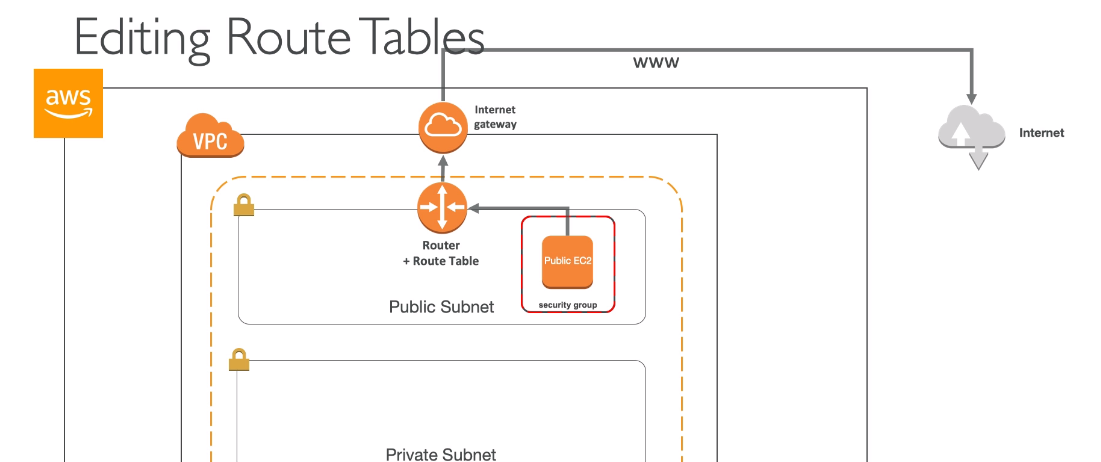 Editing Route Tables
www
aws
Internet
gateway
Internet
VPC
Router
+ Route Table
Public EC2
security group
Public Subnet
Private Subnet